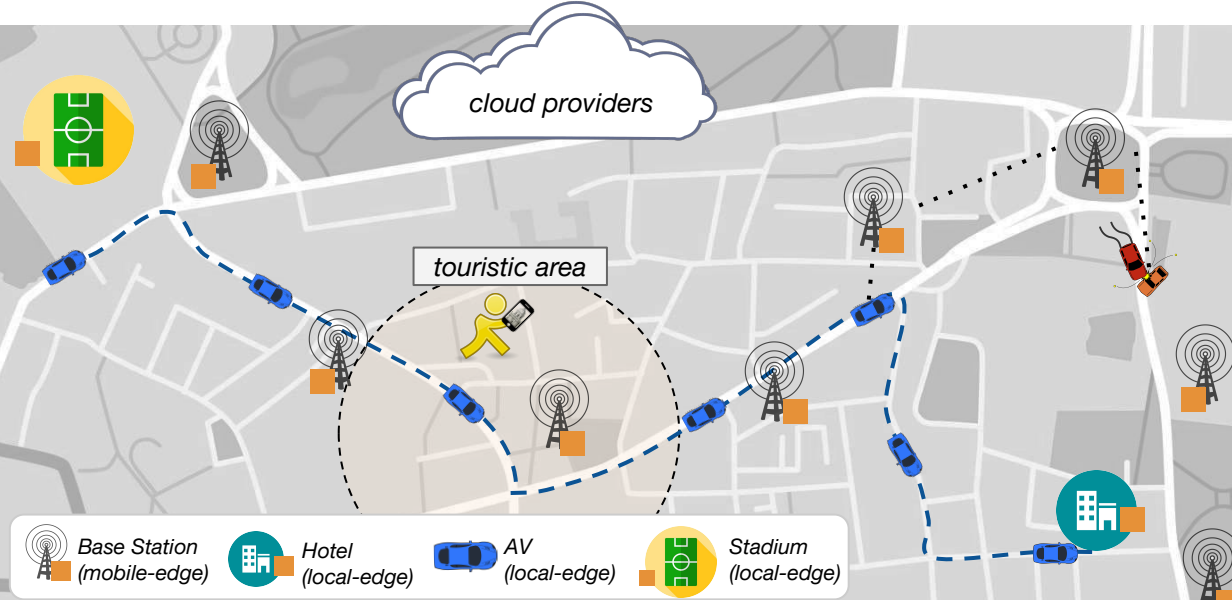 cloud providers
touristic area
Base Station
(mobile-edge)
Hotel
(local-edge)
AV
(local-edge)
Stadium
(local-edge)